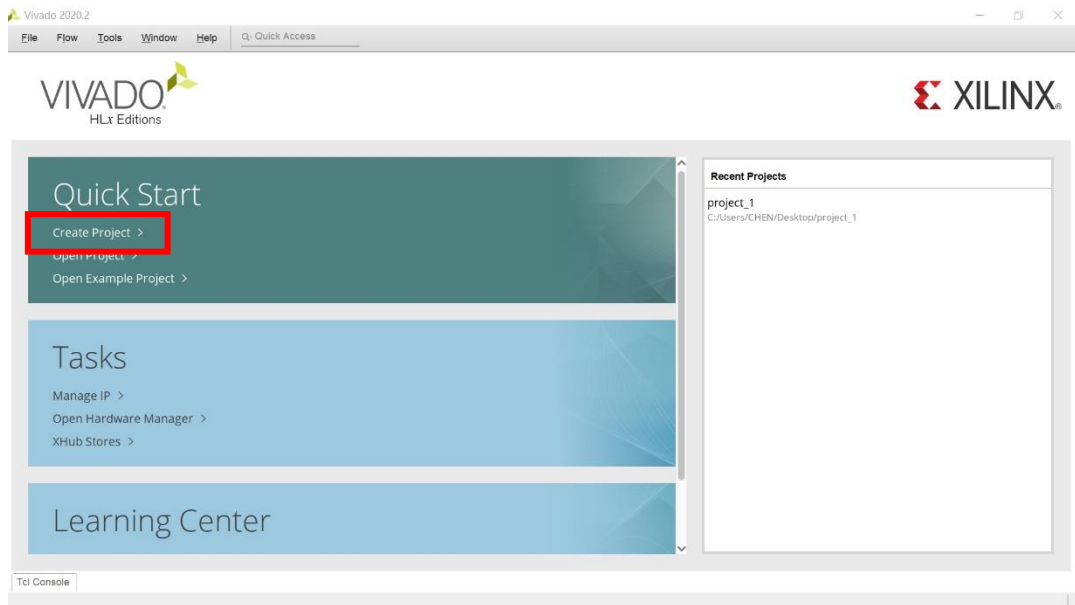 Vivado 2020.2
File Flow Tools Window Help Quick Access
VIVADO.
HLx Editions
XILINX®
Quick Start
Create Project >
Open Project >
Open Example Project >
Tasks
Manage IP >
Open Hardware Manager >
XHub Stores >
Learning Center
Recent Projects
project_1
C:/Users/CHEN/Desktop/project_1
Tcl Console